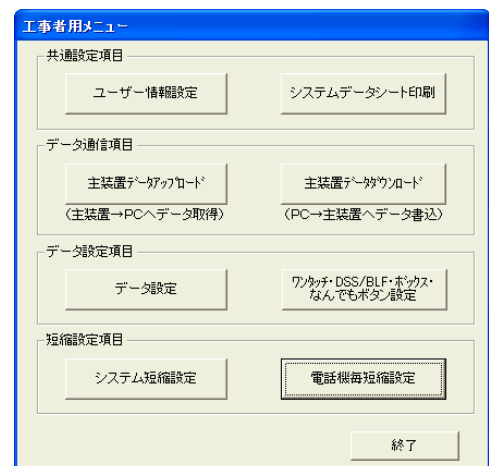 工事者用メニュー
共通設定項目
ユーザー情報設定
システムデータシート印刷
データ通信項目
主装置ﾃﾞｰﾀｱｯﾌﾟﾛｰﾄﾞ
主装置ﾃﾞｰﾀﾀﾞｳﾝﾛｰﾄﾞ
(主装置→PCへデータ取得)
(PC→主装置へデータ書込)
データ設定項目
データ設定
ﾜﾝﾀｯﾁ・DSS/BLF・ﾎﾞｯｸｽ・
なんでもボタン設定
短縮設定項目
システム短縮設定
電話機毎短縮設定
終了